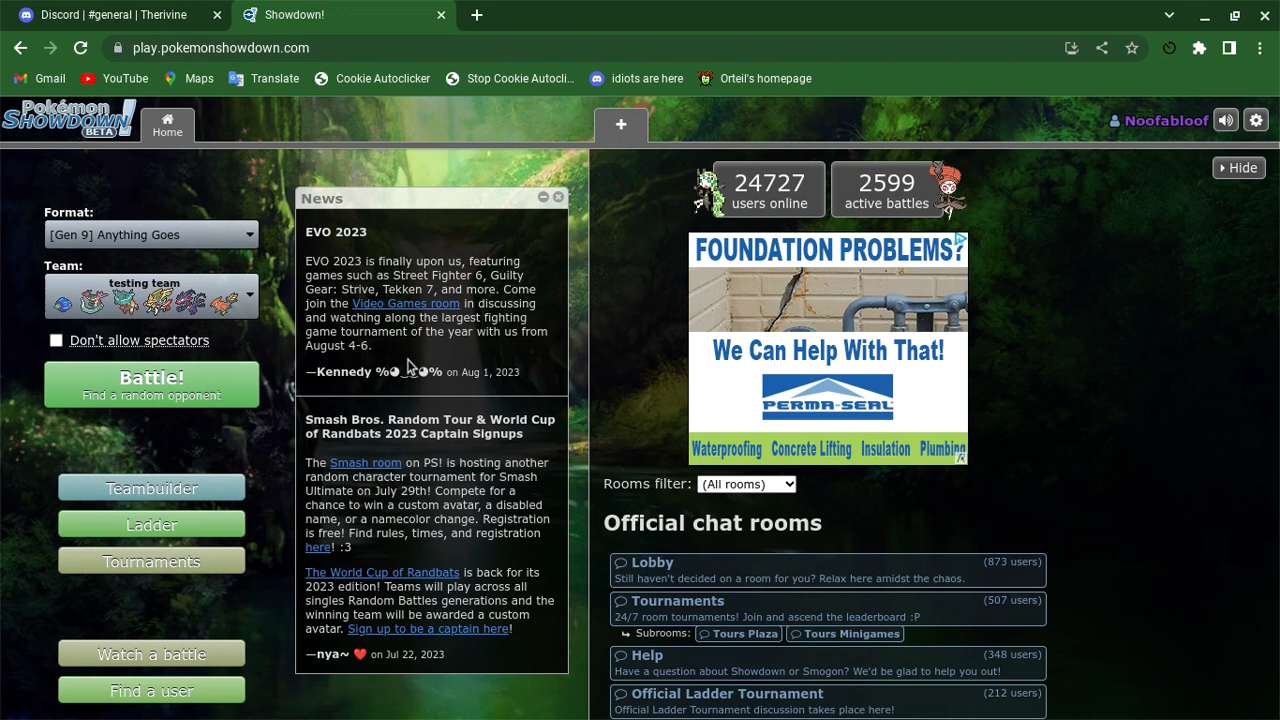 Discord | #general | Therivine
Showdown!
play.pokemonshowdown.com
Gmail
YouTube
Maps
Translate
Cookie Autoclicker
Stop Cookie Autocli...
idiots are here
Orteil's homepage
Pokémon
SHOWDOWN!
BETA
Home
Noofabloof
Format:
[Gen 9] Anything Goes
Team:
testing team
Don't allow spectators
Battle!
Find a random opponent
Teambuilder
Ladder
Tournaments
Watch a battle
Find a user
News
EVO 2023
EVO 2023 is finally upon us, featuring
games such as Street Fighter 6, Guilty
Gear: Strive, Tekken 7, and more. Come
join the Video Games room in discussing
and watching along the largest fighting
game tournament of the year with us from
August 4-6.
—Kennedy %◕‿◕% on Aug 1, 2023
Smash Bros. Random Tour & World Cup
of Randbats 2023 Captain Signups
The Smash room on PS! is hosting another
random character tournament for Smash
Ultimate on July 29th! Compete for a
chance to win a custom avatar, a disabled
name, or a namecolor change. Registration
is free! Find rules, times, and registration
here! :3
The World Cup of Randbats is back for its
2023 edition! Teams will play across all
singles Random Battles generations and the
winning team will be awarded a custom
avatar. Sign up to be a captain here!
—nya~ ❤️ on Jul 22, 2023
24727
users online
2599
active battles
Hide
FOUNDATION PROBLEMS?
We Can Help With That!
PERMA-SEAL
Waterproofing Concrete Lifting Insulation Plumbing
Rooms filter: (All rooms)
Official chat rooms
Lobby (873 users)
Still haven't decided on a room for you? Relax here amidst the chaos.
Tournaments (507 users)
24/7 room tournaments! Join and ascend the leaderboard :P
Subrooms: Tours Plaza Tours Minigames
Help (348 users)
Have a question about Showdown or Smogon? We'd be glad to help you out!
Official Ladder Tournament (212 users)
Official Ladder Tournament discussion takes place here!